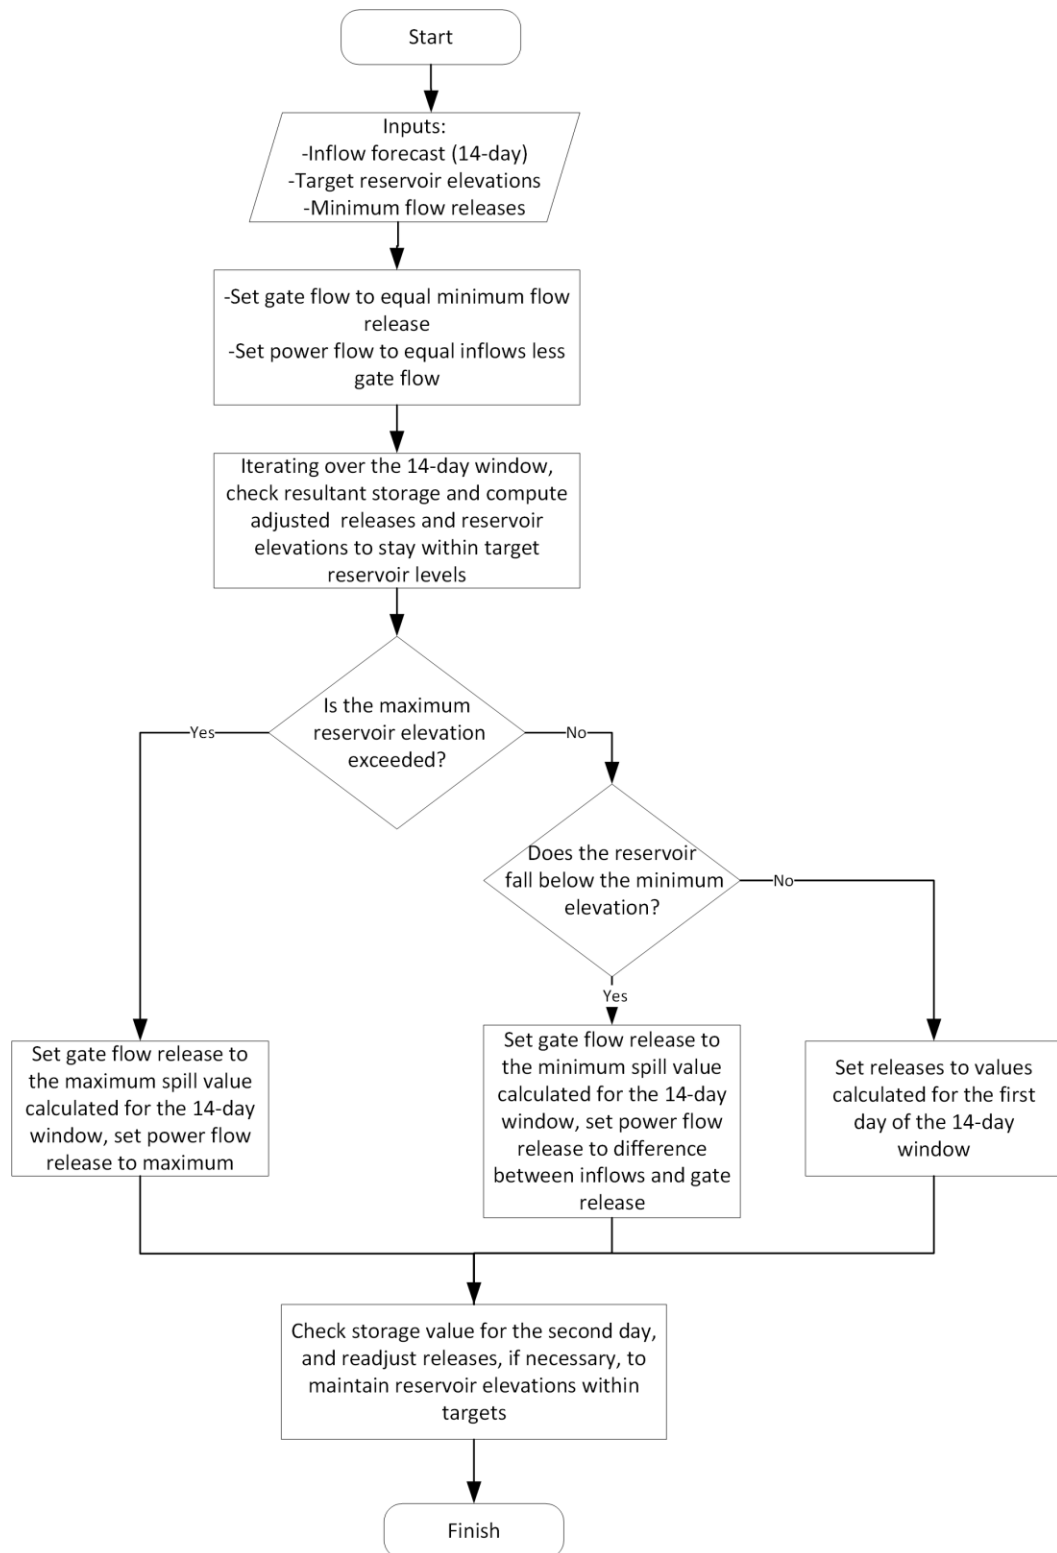 Start
Inputs:
-Inflow forecast (14-day)
-Target reservoir elevations
-Minimum flow releases
-Set gate flow to equal minimum flow
release
-Set power flow to equal inflows less
gate flow
Iterating over the 14-day window,
check resultant storage and compute
adjusted releases and reservoir
elevations to stay within target
reservoir levels
Is the maximum
reservoir elevation
exceeded?
Yes
No
Does the reservoir
fall below the minimum
elevation?
No
Yes
Set gate flow release to
the maximum spill value
calculated for the 14-day
window, set power flow
release to maximum
Set gate flow release to
the minimum spill value
calculated for the 14-day
window, set power flow
release to difference
between inflows and gate
release
Set releases to values
calculated for the first
day of the 14-day
window
Check storage value for the second day,
and readjust releases, if necessary, to
maintain reservoir elevations within
targets
Finish